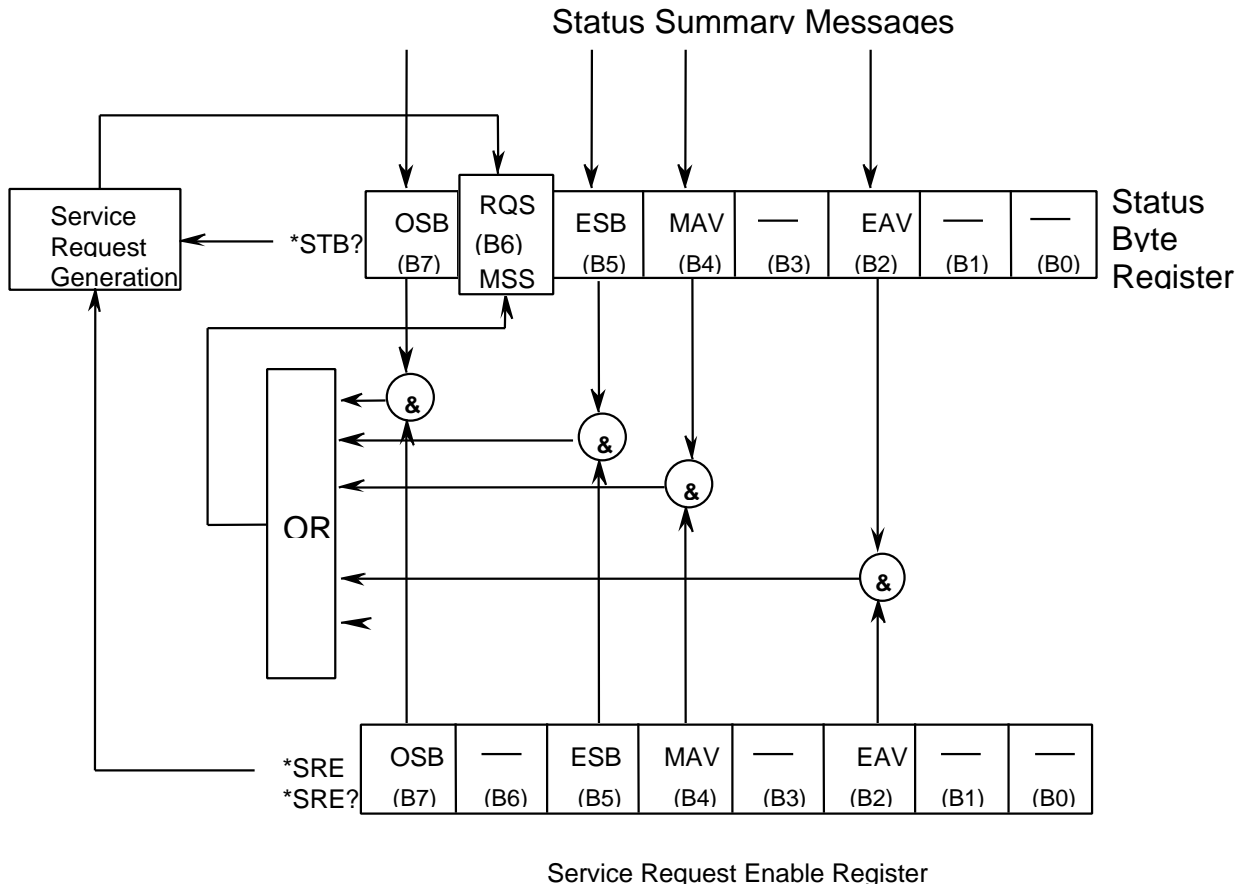 Status Summary Messages
Service
Request
Generation
*STB?
OSB
(B7)
RQS
(B6)
MSS
ESB
(B5)
MAV
(B4)
—
(B3)
EAV
(B2)
—
(B1)
—
(B0)
Status
Byte
Register
&
&
&
OR
&
*SRE
*SRE?
OSB
(B7)
—
(B6)
ESB
(B5)
MAV
(B4)
—
(B3)
EAV
(B2)
—
(B1)
—
(B0)
Service Request Enable Register